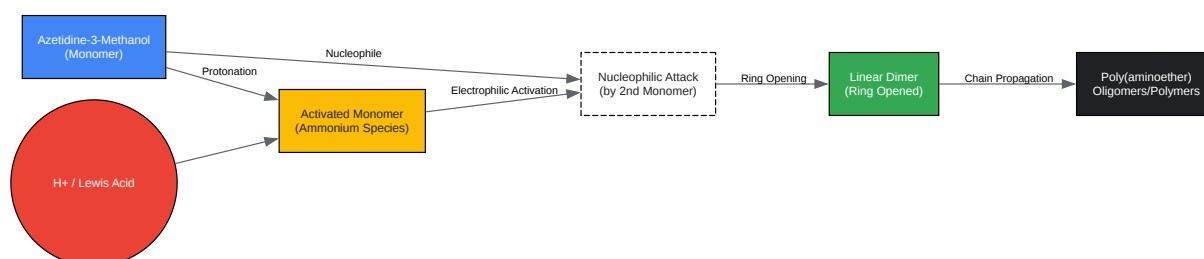 Azetidine-3-Methanol
(Monomer)
Nucleophile
Protonation
H+ / Lewis Acid
Activated Monomer
(Ammonium Species)
Electrophilic Activation
Nucleophilic Attack
(by 2nd Monomer)
Ring Opening
Linear Dimer
(Ring Opened)
Chain Propagation
Poly(aminoether)
Oligomers/Polymers